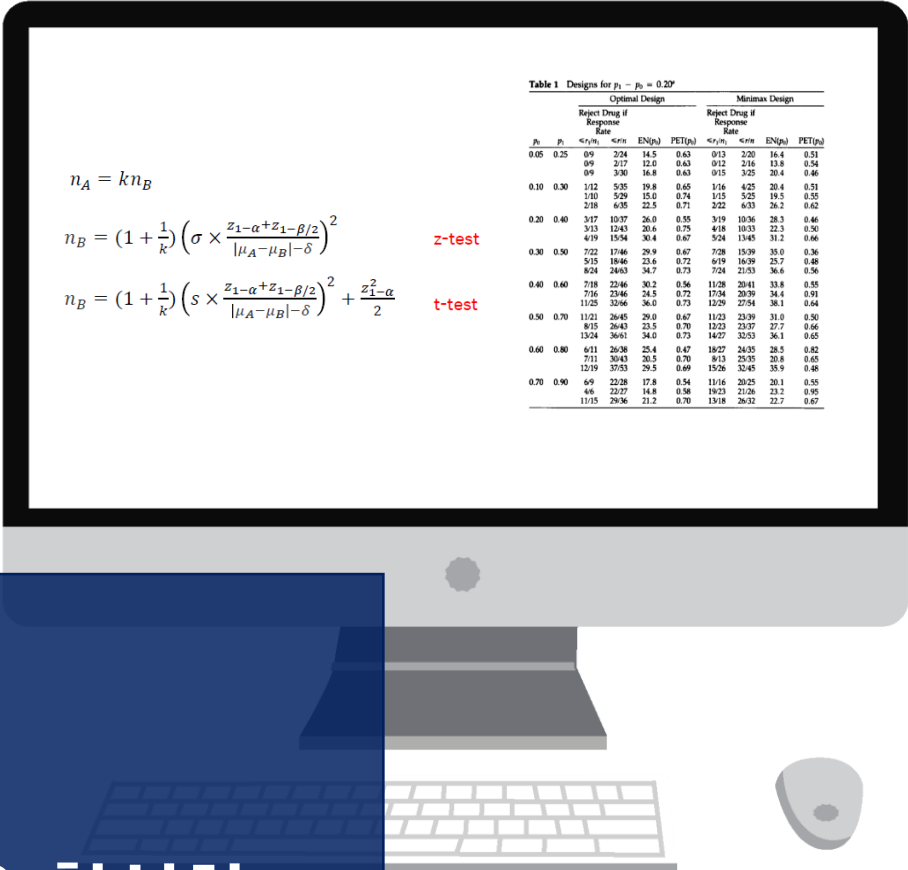 n_A = kn_B
n_B = (1 + 1/k) (σ × z_{1−α}+z_{1−β/2} / |μ_A−μ_B|−δ)^2
z-test
n_B = (1 + 1/k) (s × z_{1−α}+z_{1−β/2} / |μ_A−μ_B|−δ)^2 + z^2_{1−α} / 2
t-test
Table 1 Designs for p₁ − p₀ = 0.20ᵃ
Optimal Design Minimax Design
Reject Drug if Reject Drug if
Response Response
Rate Rate
p₀ p₁ ≤r₁/n₁ ≤r/n EN(p₀) PET(p₀) ≤r₁/n₁ ≤r/n EN(p₀) PET(p₀)
0.05 0.25 0/9 2/24 14.5 0.63 0/13 2/20 16.4 0.51
0/9 2/17 12.0 0.63 0/12 2/16 13.8 0.54
0/9 3/30 16.8 0.63 0/15 3/25 20.4 0.46
0.10 0.30 1/12 5/35 19.8 0.65 1/16 4/25 20.4 0.51
1/10 5/29 15.0 0.74 1/15 5/25 19.5 0.55
2/18 6/35 22.5 0.71 2/22 6/33 26.2 0.62
0.20 0.40 3/17 10/37 26.0 0.55 3/19 10/36 28.3 0.46
3/13 12/43 20.6 0.75 4/18 10/33 22.3 0.50
4/19 15/54 30.4 0.67 5/24 13/45 31.2 0.66
0.30 0.50 7/22 17/46 29.9 0.67 7/28 15/39 35.0 0.36
5/15 18/46 23.6 0.72 6/19 16/39 25.7 0.48
8/24 24/63 34.7 0.73 7/24 21/53 36.6 0.56
0.40 0.60 7/18 22/46 30.2 0.56 11/28 20/41 33.8 0.55
7/16 23/46 24.5 0.72 17/34 20/39 34.4 0.91
11/25 32/66 36.0 0.73 12/29 27/54 38.1 0.64
0.50 0.70 11/21 26/45 29.0 0.67 11/23 23/39 31.0 0.50
8/15 26/43 23.5 0.70 12/23 23/37 27.7 0.66
13/24 36/61 34.0 0.73 14/27 32/53 36.1 0.65
0.60 0.80 6/11 26/38 25.4 0.47 18/27 24/35 28.5 0.82
7/11 30/43 20.5 0.70 8/13 25/35 20.8 0.65
12/19 37/53 29.5 0.69 15/26 32/45 35.9 0.48
0.70 0.90 6/9 22/28 17.8 0.54 11/16 20/25 20.1 0.55
4/6 22/27 14.8 0.58 19/23 21/26 23.2 0.95
11/15 29/36 21.2 0.70 13/18 26/32 22.7 0.67